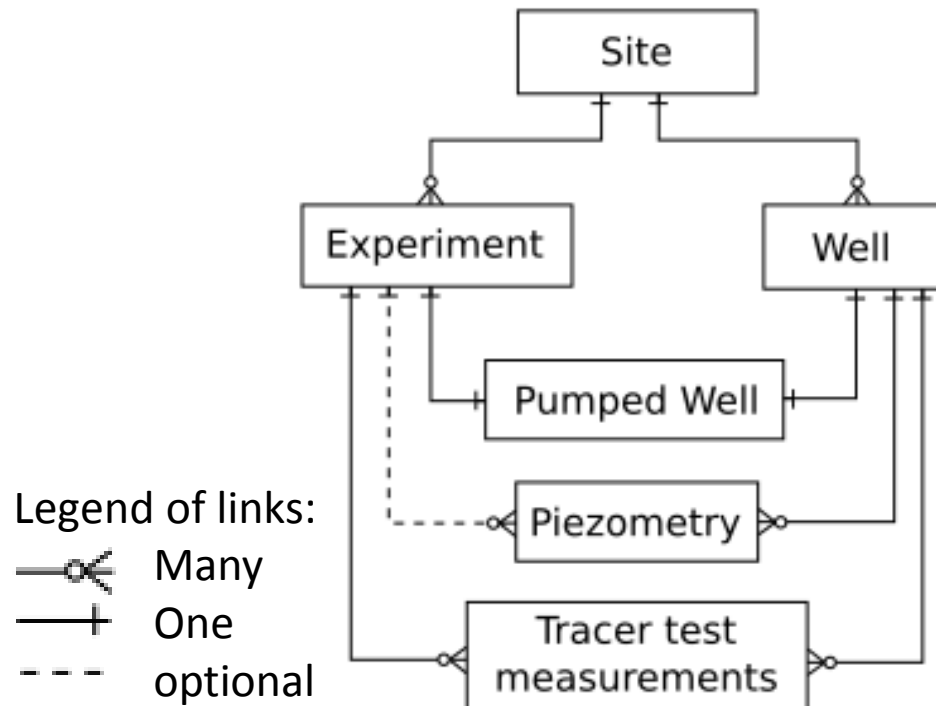 Site
Experiment
Well
Pumped Well
Piezometry
Tracer test
measurements
Legend of links:
Many
One
optional